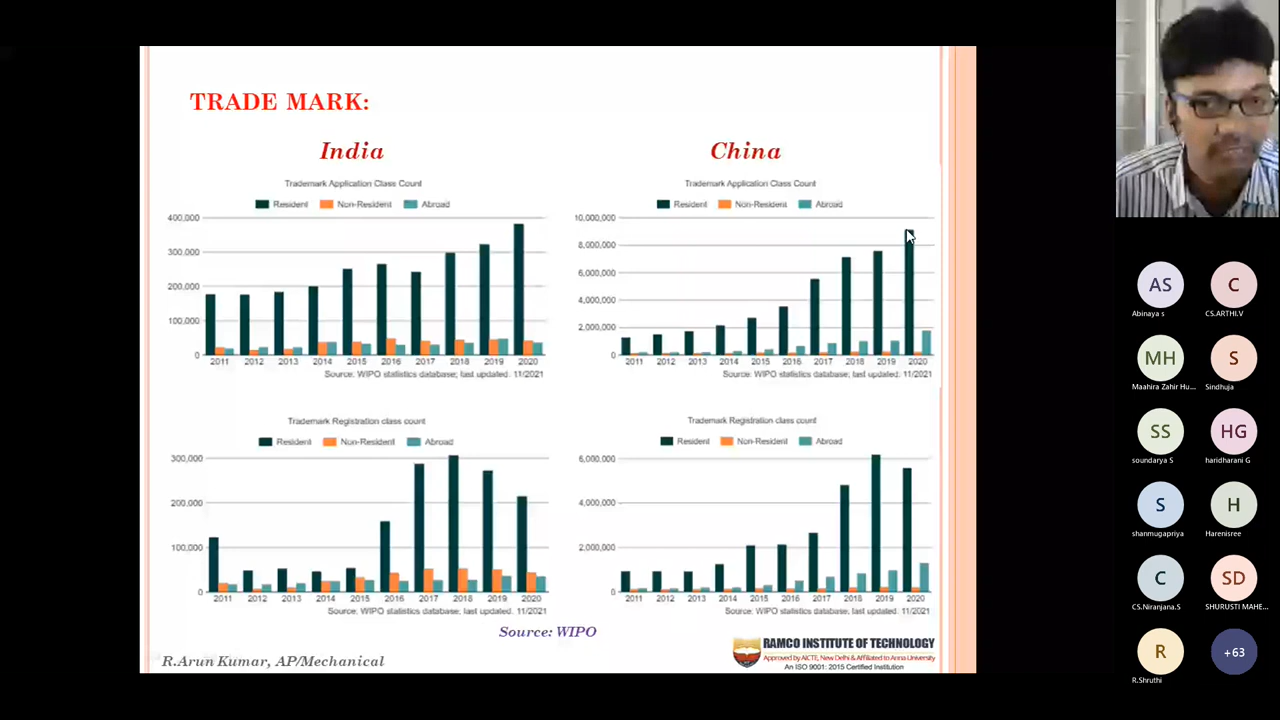 TRADE MARK:
India
China
Trademark Application Class Count
Resident Non-Resident Abroad
400,000
300,000
200,000
100,000
0
2011 2012 2013 2014 2015 2016 2017 2018 2019 2020
Source: WIPO statistics database; last updated: 11/2021
Trademark Application Class Count
Resident Non-Resident Abroad
10,000,000
8,000,000
6,000,000
4,000,000
2,000,000
0
2011 2012 2013 2014 2015 2016 2017 2018 2019 2020
Source: WIPO statistics database; last updated: 11/2021
Trademark Registration class count
Resident Non-Resident Abroad
300,000
200,000
100,000
0
2011 2012 2013 2014 2015 2016 2017 2018 2019 2020
Source: WIPO statistics database; last updated: 11/2021
Trademark Registration class count
Resident Non-Resident Abroad
6,000,000
4,000,000
2,000,000
0
2011 2012 2013 2014 2015 2016 2017 2018 2019 2020
Source: WIPO statistics database; last updated: 11/2021
Source: WIPO
R.Arun Kumar, AP/Mechanical
RAMCO INSTITUTE OF TECHNOLOGY
Approved by AICTE, New Delhi & Affiliated to Anna University
An ISO 9001: 2015 Certified Institution
AS
Abinaya s
C
CS.ARTHI.V
MH
Maahira Zahir Hu...
S
Sindhuja
SS
soundarya S
HG
haridharani G
S
shanmugapriya
H
Harenisree
C
CS.Niranjana.S
SD
SHURUSTI MAHE...
R
R.Shruthi
+63